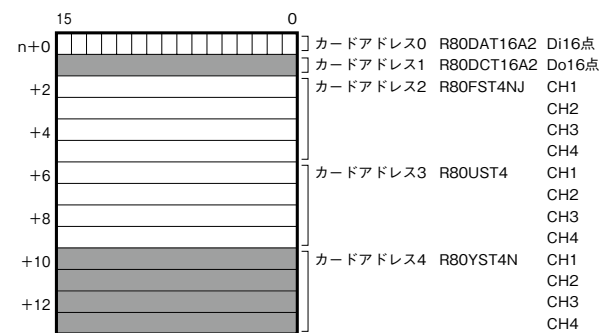 15 0
n+0 カードアドレス0 R80DAT16A2 Di16点
カードアドレス1 R80DCT16A2 Do16点
+2 カードアドレス2 R80FST4NJ CH1
CH2
+4 CH3
CH4
+6 カードアドレス3 R80UST4 CH1
CH2
+8 CH3
CH4
+10 カードアドレス4 R80YST4N CH1
CH2
+12 CH3
CH4